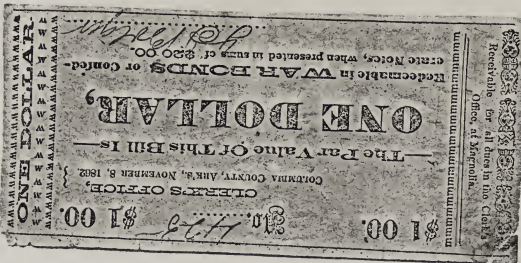 $1 00. No. 423 $1 00.
CLERK'S OFFICE,
COLUMBIA COUNTY, ARK'S, NOVEMBER 8, 1862.
—The Par Value Of This Bill Is—
ONE DOLLAR,
Redeemable in WAR BONDS or Confed-
erate Notes, when presented in sums of $20.00.
ONE DOLLAR
Receivable for all dues in the Clerk's
Office, at Magnolia.